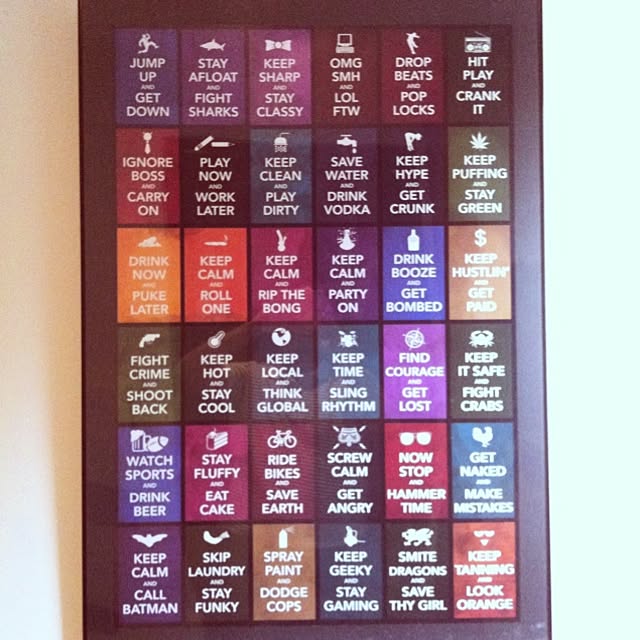 JUMP
UP
AND
GET
DOWN
STAY
AFLOAT
AND
FIGHT
SHARKS
KEEP
SHARP
AND
STAY
CLASSY
OMG
SMH
AND
LOL
FTW
DROP
BEATS
AND
POP
LOCKS
HIT
PLAY
AND
CRANK
IT
IGNORE
BOSS
AND
CARRY
ON
PLAY
NOW
AND
WORK
LATER
KEEP
CLEAN
AND
PLAY
DIRTY
SAVE
WATER
AND
DRINK
VODKA
KEEP
HYPE
AND
GET
CRUNK
KEEP
PUFFING
AND
STAY
GREEN
DRINK
NOW
AND
PUKE
LATER
KEEP
CALM
AND
ROLL
ONE
KEEP
CALM
AND
RIP THE
BONG
KEEP
CALM
AND
PARTY
ON
DRINK
BOOZE
AND
GET
BOMBED
$
KEEP
HUSTLIN'
AND
GET
PAID
FIGHT
CRIME
AND
SHOOT
BACK
KEEP
HOT
AND
STAY
COOL
KEEP
LOCAL
AND
THINK
GLOBAL
KEEP
TIME
AND
SLING
RHYTHM
FIND
COURAGE
AND
GET
LOST
KEEP
IT SAFE
AND
FIGHT
CRABS
WATCH
SPORTS
AND
DRINK
BEER
STAY
FLUFFY
AND
EAT
CAKE
RIDE
BIKES
AND
SAVE
EARTH
SCREW
CALM
AND
GET
ANGRY
NOW
STOP
AND
HAMMER
TIME
GET
NAKED
AND
MAKE
MISTAKES
KEEP
CALM
AND
CALL
BATMAN
SKIP
LAUNDRY
AND
STAY
FUNKY
SPRAY
PAINT
AND
DODGE
COPS
KEEP
GEEKY
AND
STAY
GAMING
SMITE
DRAGONS
AND
SAVE
THY GIRL
KEEP
TANNING
AND
LOOK
ORANGE